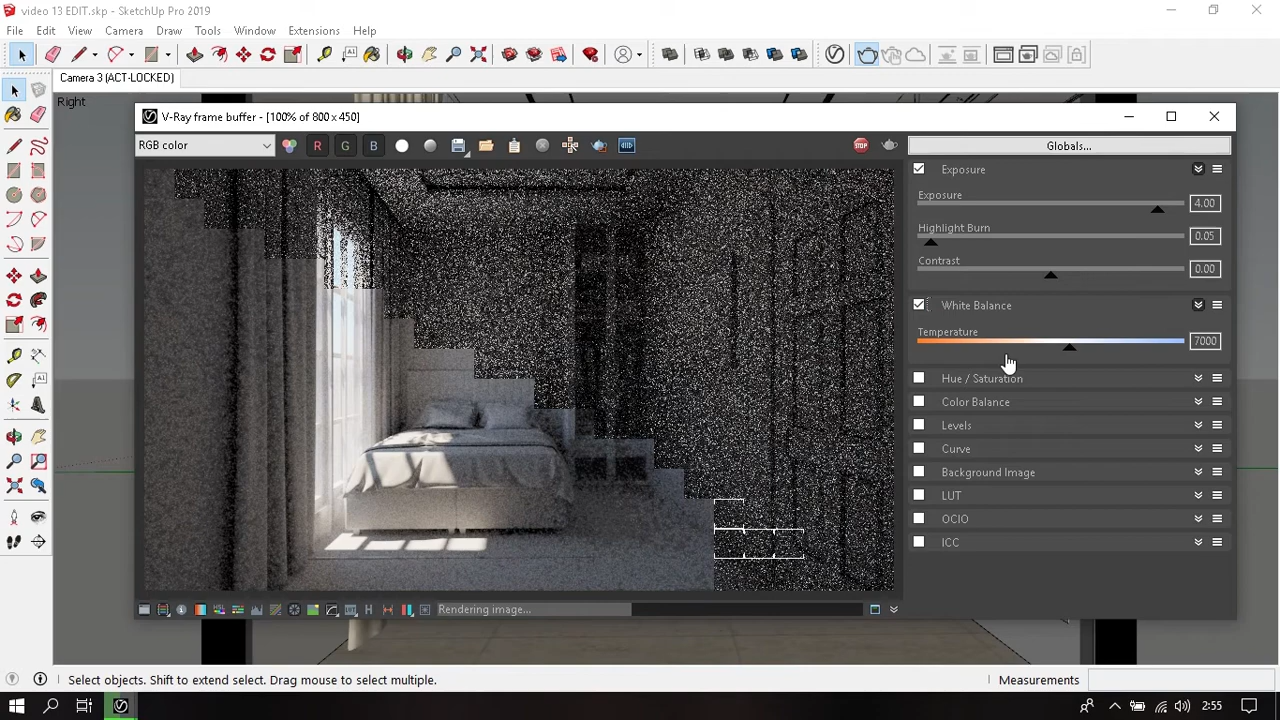 video 13 EDIT.skp - SketchUp Pro 2019
File Edit View Camera Draw Tools Window Extensions Help
Camera 3 (ACT-LOCKED)
Right
V-Ray frame buffer - [100% of 800 x 450]
RGB color
R G B
STOP
Globals...
Exposure
Exposure
4.00
Highlight Burn
0.05
Contrast
0.00
White Balance
Temperature
7000
Hue / Saturation
Color Balance
Levels
Curve
Background Image
LUT
OCIO
ICC
H
Rendering image...
Select objects. Shift to extend select. Drag mouse to select multiple.
Measurements
2:55